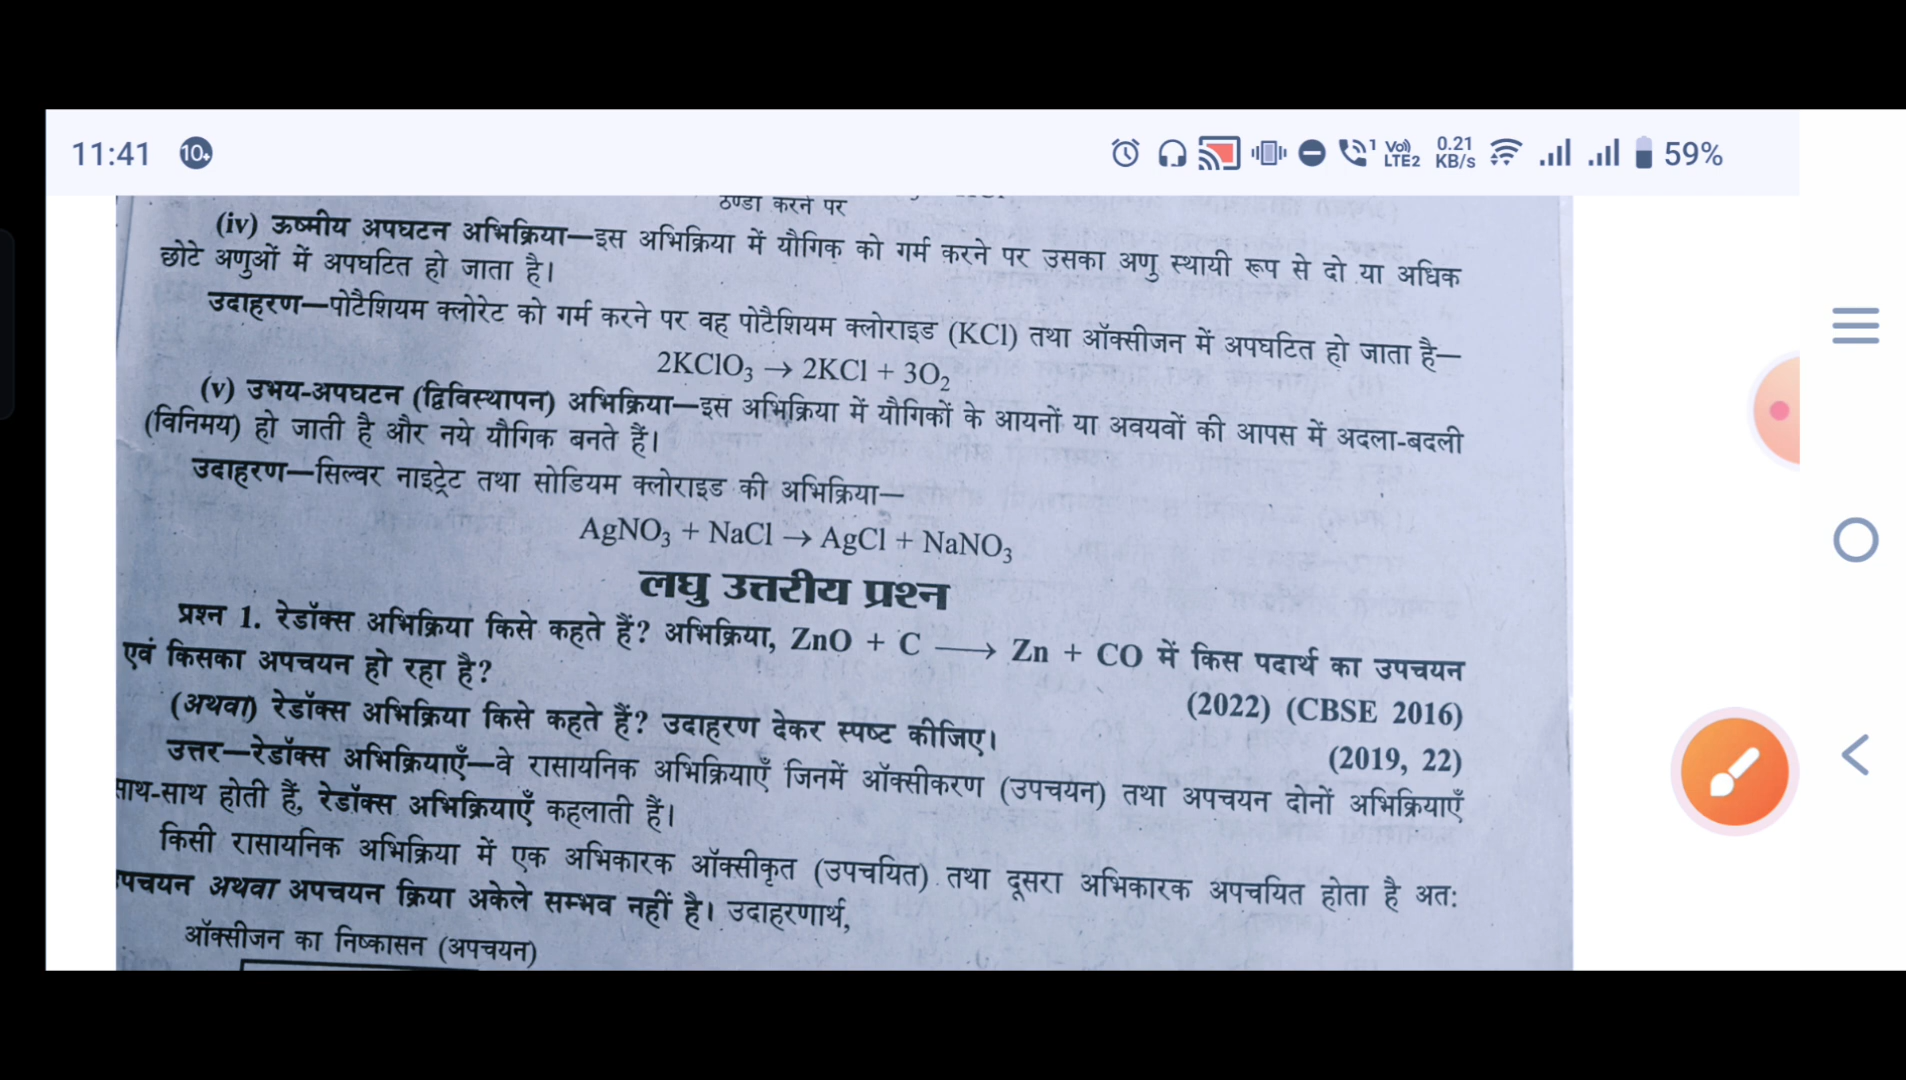 11:41 10+ 1 Vo) LTE2 0.21 KB/s 59%
ठण्डा करने पर
(iv) ऊष्मीय अपघटन अभिक्रिया—इस अभिक्रिया में यौगिक को गर्म करने पर उसका अणु स्थायी रूप से दो या अधिक
छोटे अणुओं में अपघटित हो जाता है।
उदाहरण—पोटैशियम क्लोरेट को गर्म करने पर वह पोटैशियम क्लोराइड (KCl) तथा ऑक्सीजन में अपघटित हो जाता है—
2KClO₃ → 2KCl + 3O₂
(v) उभय-अपघटन (द्विविस्थापन) अभिक्रिया—इस अभिक्रिया में यौगिकों के आयनों या अवयवों की आपस में अदला-बदली
(विनिमय) हो जाती है और नये यौगिक बनते हैं।
उदाहरण—सिल्वर नाइट्रेट तथा सोडियम क्लोराइड की अभिक्रिया—
AgNO₃ + NaCl → AgCl + NaNO₃
लघु उत्तरीय प्रश्न
प्रश्न 1. रेडॉक्स अभिक्रिया किसे कहते हैं? अभिक्रिया, ZnO + C ⟶ Zn + CO में किस पदार्थ का उपचयन
एवं किसका अपचयन हो रहा है?
(2022) (CBSE 2016)
(अथवा) रेडॉक्स अभिक्रिया किसे कहते हैं? उदाहरण देकर स्पष्ट कीजिए।
(2019, 22)
उत्तर—रेडॉक्स अभिक्रियाएँ—वे रासायनिक अभिक्रियाएँ जिनमें ऑक्सीकरण (उपचयन) तथा अपचयन दोनों अभिक्रियाएँ
साथ-साथ होती हैं, रेडॉक्स अभिक्रियाएँ कहलाती हैं।
किसी रासायनिक अभिक्रिया में एक अभिकारक ऑक्सीकृत (उपचयित) तथा दूसरा अभिकारक अपचयित होता है अत:
उपचयन अथवा अपचयन क्रिया अकेले सम्भव नहीं है। उदाहरणार्थ,
ऑक्सीजन का निष्कासन (अपचयन)